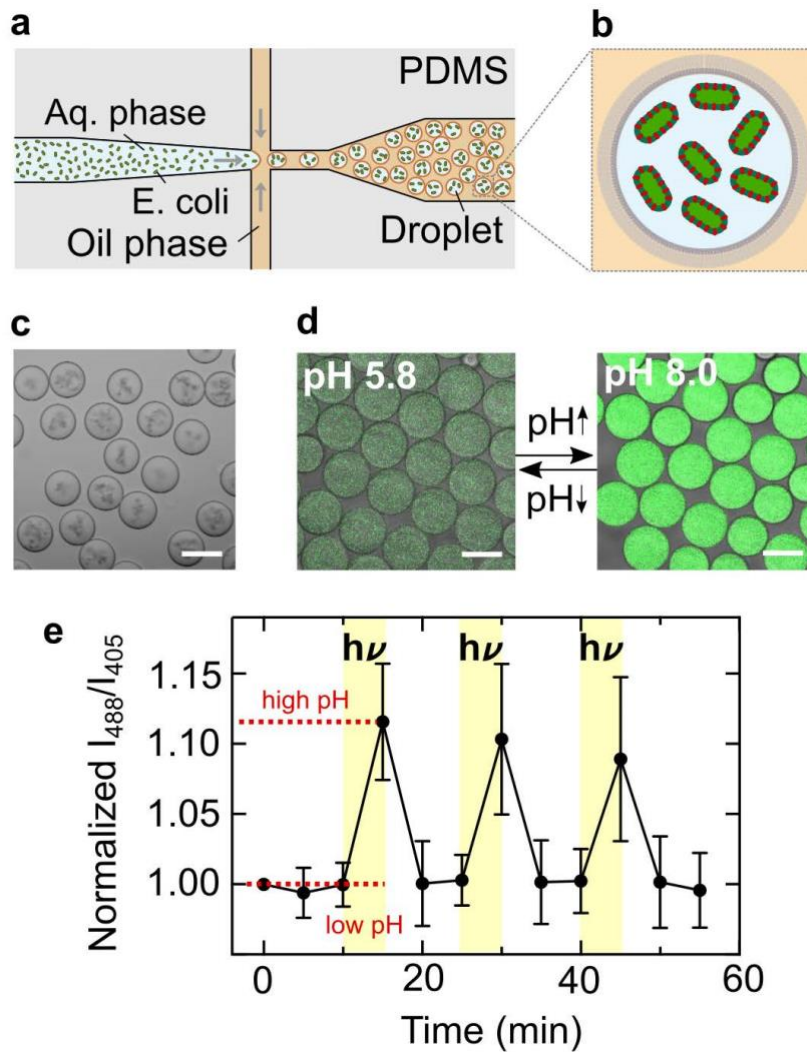 a
b
PDMS
Aq. phase
E. coli
Oil phase
Droplet
c
d
pH 5.8
pH↑
pH↓
pH 8.0
e
Normalized I₄₈₈/I₄₀₅
1.15
1.10
1.05
1.00
hν
hν
hν
high pH
low pH
0
20
40
60
Time (min)